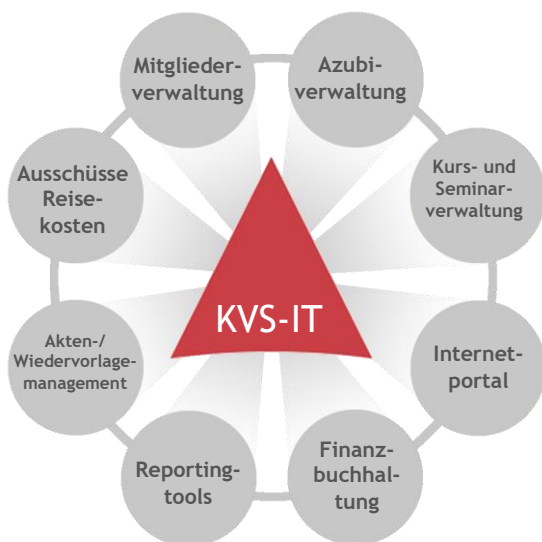 Mitglieder-
verwaltung
Azubi-
verwaltung
Ausschüsse
Reise-
kosten
Kurs- und
Seminar-
verwaltung
KVS-IT
Akten-/
Wiedervorlage-
management
Internet-
portal
Reporting-
tools
Finanz-
buchhal-
tung